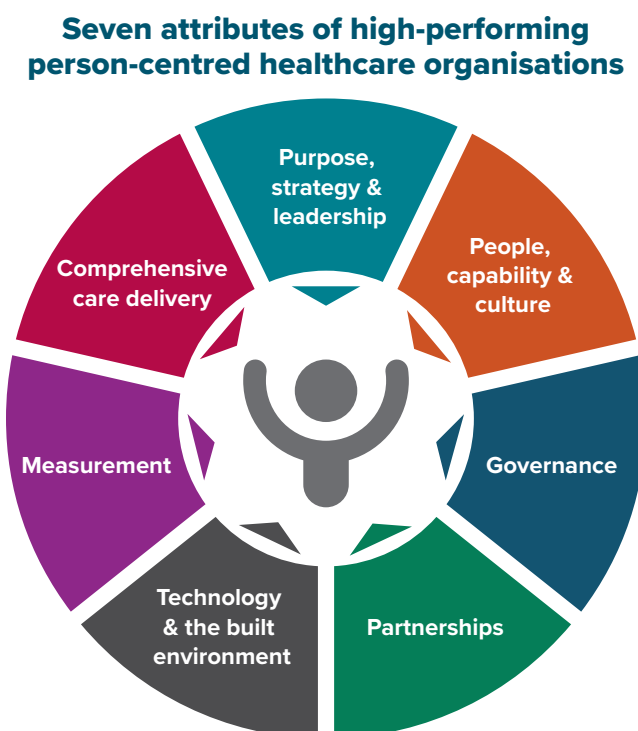 Seven attributes of high-performing
person-centred healthcare organisations
Purpose,
strategy &
leadership
People,
capability &
culture
Governance
Partnerships
Technology
& the built
environment
Measurement
Comprehensive
care delivery